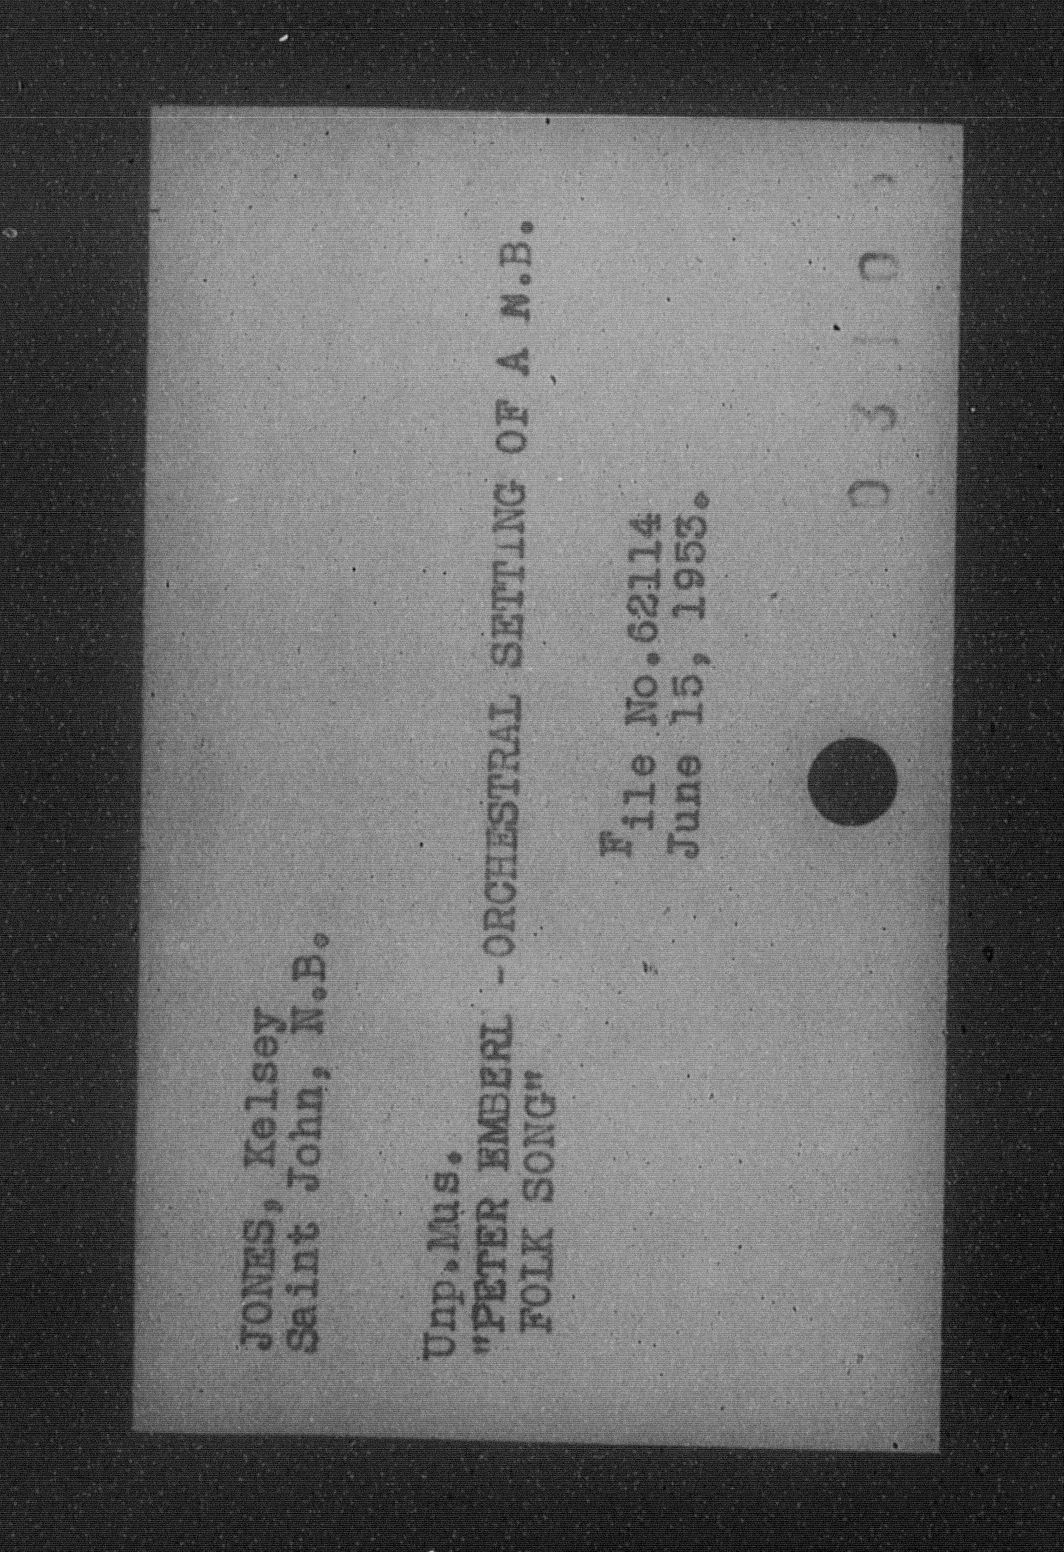 JONES, Kelsey
Saint John, N.B.
Unp.Mus.
"PETER EMBERL -ORCHESTRAL SETTING OF A N.B.
FOLK SONG"
File No.62114
June 15, 1953.
0310